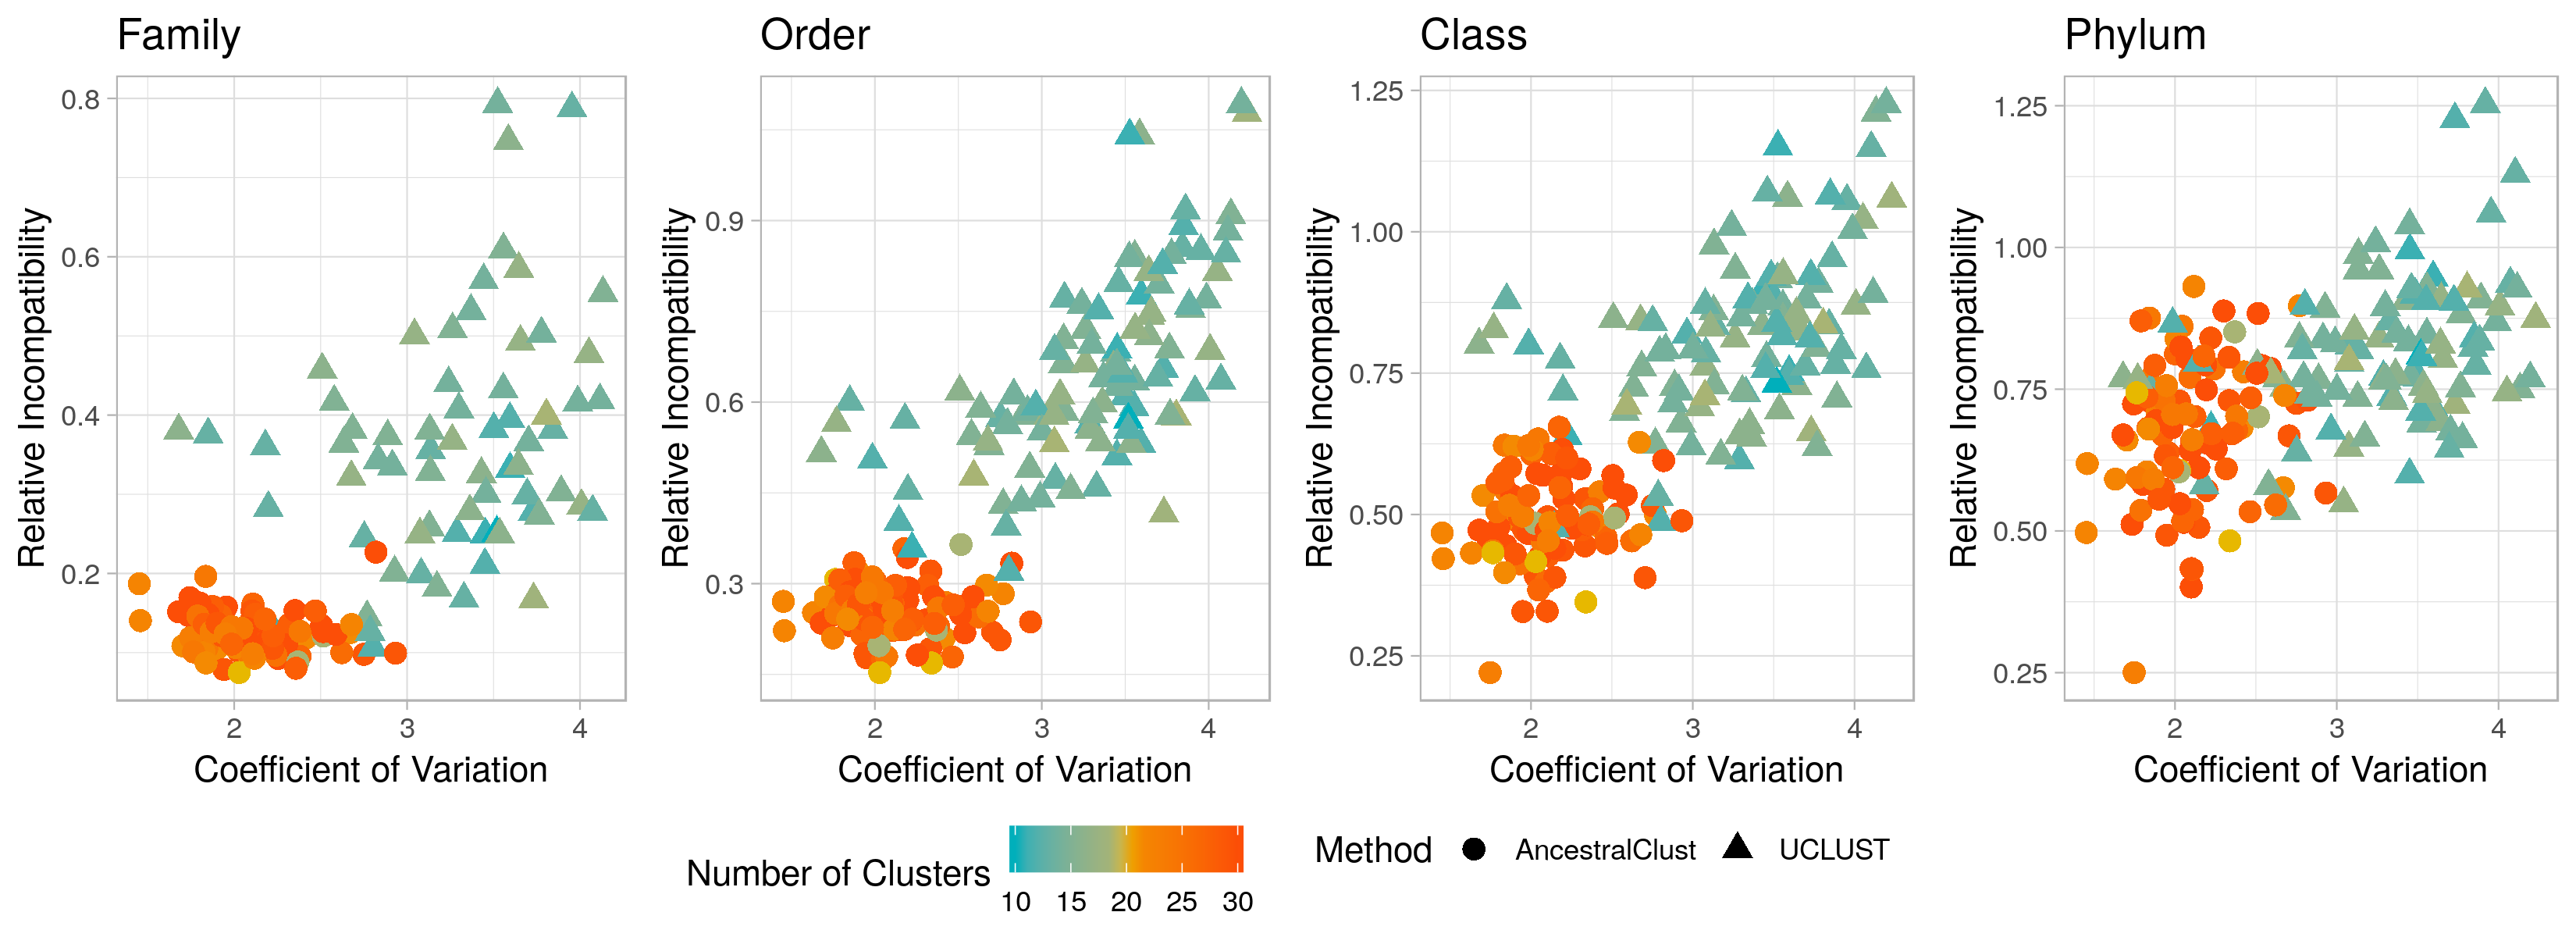 Family
Order
Class
Phylum
Relative Incompatibility
0.8
0.6
0.4
0.2
2 3 4
Coefficient of Variation
Relative Incompatibility
0.9
0.6
0.3
2 3 4
Coefficient of Variation
Relative Incompatibility
1.25
1.00
0.75
0.50
0.25
2 3 4
Coefficient of Variation
Relative Incompatibility
1.25
1.00
0.75
0.50
0.25
2 3 4
Coefficient of Variation
Number of Clusters
10 15 20 25 30
Method AncestralClust UCLUST